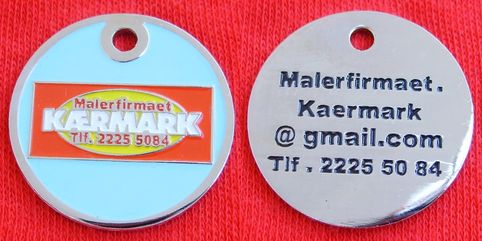 Malerfirmaet
KÆRMARK
Tlf. 2225 5084
Malerfirmaet.
Kaermark
@ gmail.com
Tlf . 2225 50 84